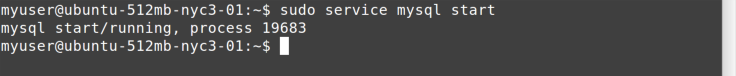 myuser@ubuntu-512mb-nyc3-01:~$ sudo service mysql start
mysql start/running, process 19683
myuser@ubuntu-512mb-nyc3-01:~$